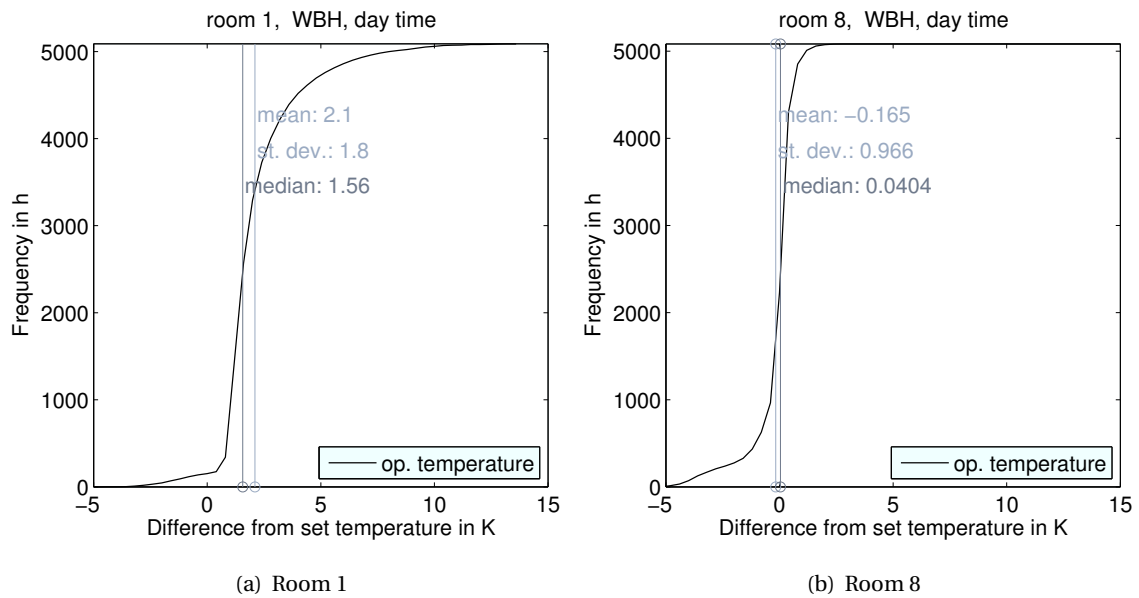 room 1,  WBH, day time
5000
4000
3000
2000
1000
0
Frequency in h
mean: 2.1
st. dev.: 1.8
median: 1.56
op. temperature
−5
0
5
10
15
Difference from set temperature in K
(a) Room 1
room 8,  WBH, day time
5000
4000
3000
2000
1000
0
Frequency in h
mean: −0.165
st. dev.: 0.966
median: 0.0404
op. temperature
−5
0
5
10
15
Difference from set temperature in K
(b) Room 8